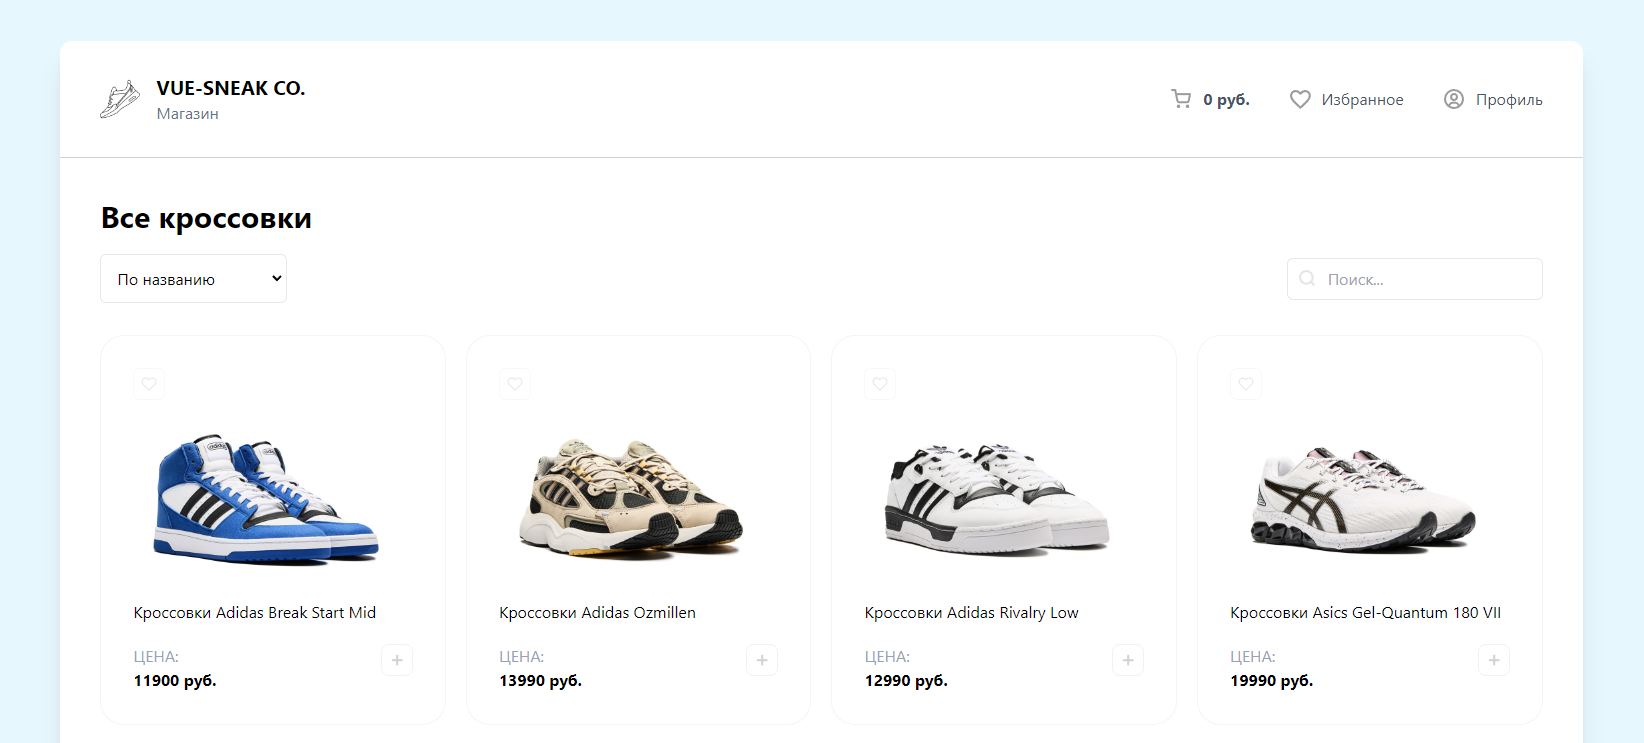 VUE-SNEAK CO.
Магазин
0 руб.
Избранное
Профиль
Все кроссовки
По названию
Поиск...
Кроссовки Adidas Break Start Mid
ЦЕНА:
11900 руб.
Кроссовки Adidas Ozmillen
ЦЕНА:
13990 руб.
Кроссовки Adidas Rivalry Low
ЦЕНА:
12990 руб.
Кроссовки Asics Gel-Quantum 180 VII
ЦЕНА:
19990 руб.